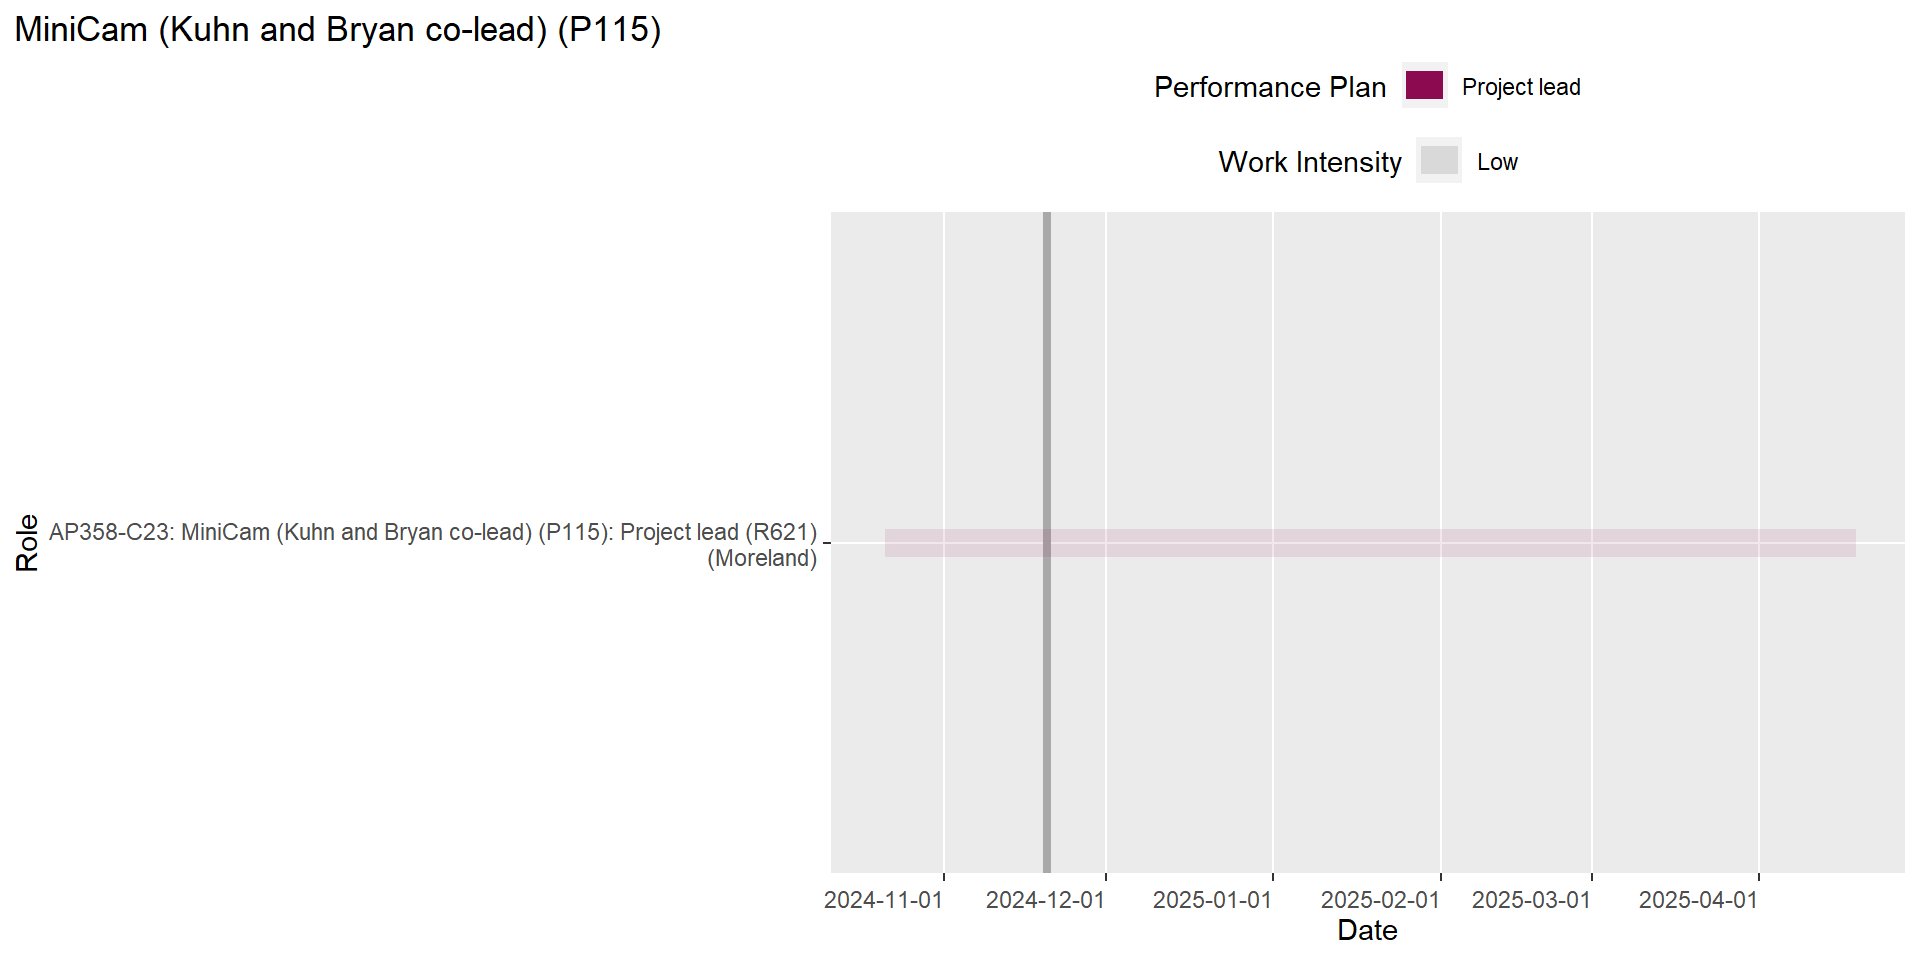 MiniCam (Kuhn and Bryan co-lead) (P115)
Performance Plan Project lead
Work Intensity Low
Role
AP358-C23: MiniCam (Kuhn and Bryan co-lead) (P115): Project lead (R621)
(Moreland)
2024-11-01 2024-12-01 2025-01-01 2025-02-01 2025-03-01 2025-04-01
Date